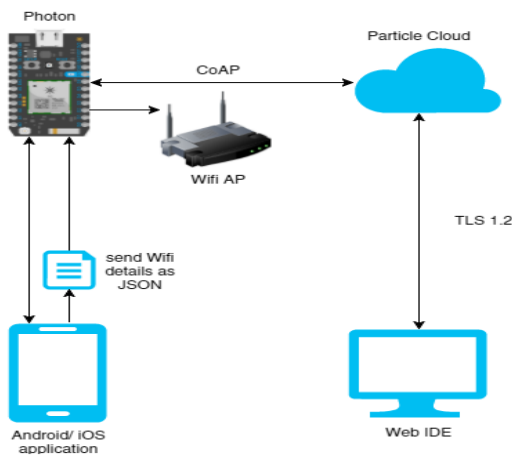 Photon
Particle Cloud
CoAP
Wifi AP
TLS 1.2
send Wifi
details as
JSON
Android/ iOS
application
Web IDE